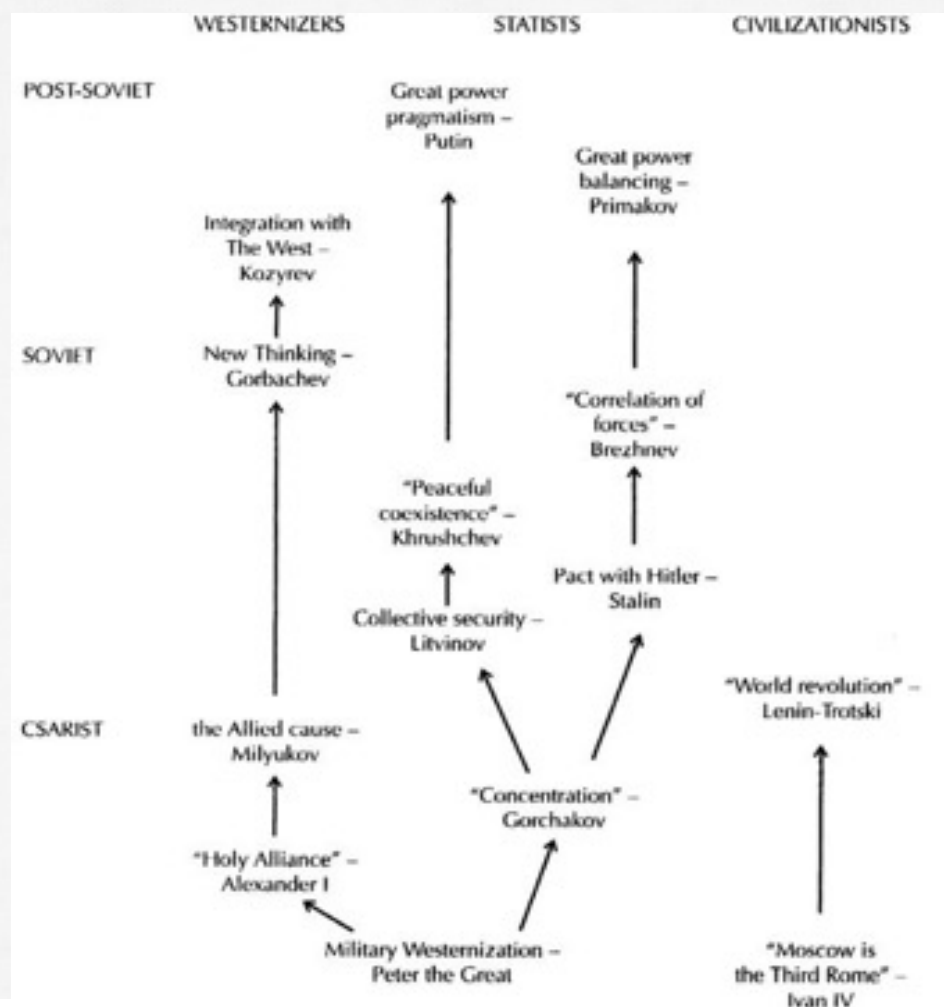 WESTERNIZERS STATISTS CIVILIZATIONISTS
POST-SOVIET
Great power
pragmatism –
Putin
Great power
balancing –
Primakov
Integration with
The West –
Kozyrev
SOVIET
New Thinking –
Gorbachev
"Correlation of
forces" –
Brezhnev
"Peaceful
coexistence" –
Khrushchev
Pact with Hitler –
Stalin
Collective security –
Litvinov
"World revolution" –
Lenin-Trotski
CSARIST
the Allied cause –
Milyukov
"Concentration" –
Gorchakov
"Holy Alliance" –
Alexander I
Military Westernization –
Peter the Great
"Moscow is
the Third Rome" –
Ivan IV